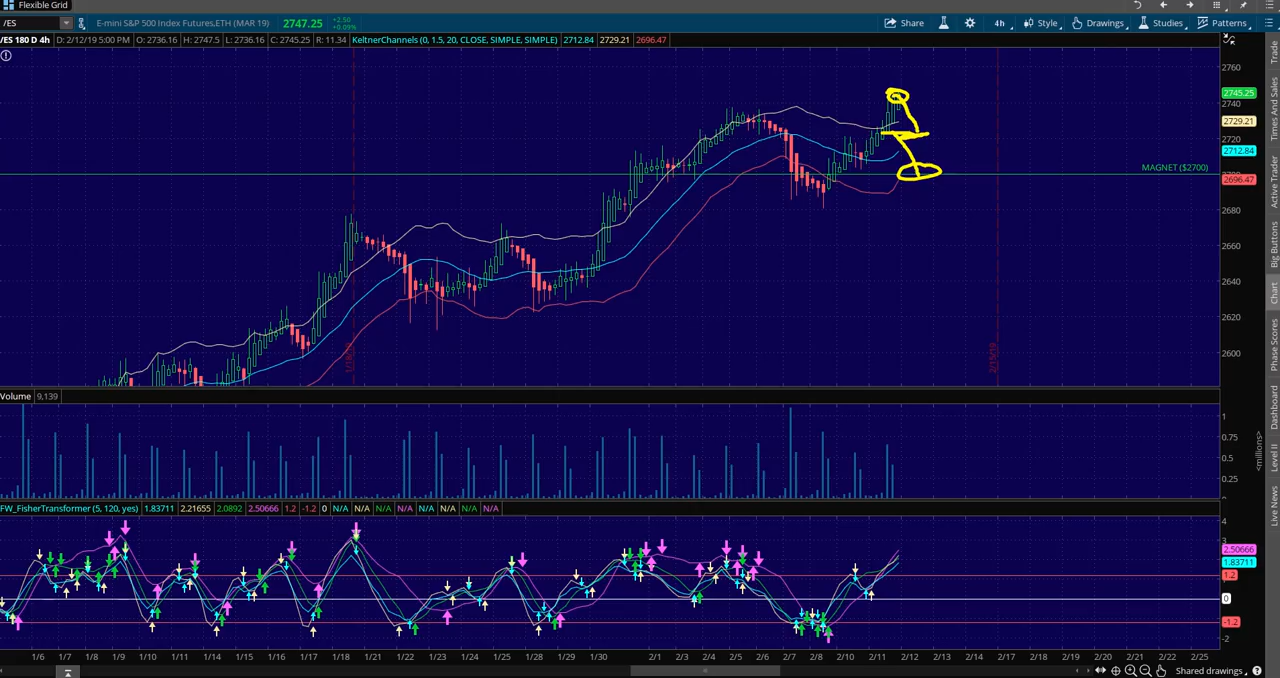 Flexible Grid
/ES E-mini S&P 500 Index Futures,ETH (MAR 19) 2747.25 +2.50 +0.09% Share 4h Style Drawings Studies Patterns
/ES 180 D 4h D: 2/12/19 5:00 PM O: 2736.16 H: 2747.5 L: 2736.16 C: 2745.25 R: 11.34 KeltnerChannels (0, 1.5, 20, CLOSE, SIMPLE, SIMPLE) 2712.84 2729.21 2696.47
2760
2745.25
2740
2729.21
2720
2712.84
MAGNET ($2700)
2696.47
2680
2660
2640
2620
2600
2/15/19
Volume 9,139
1
0.75
0.5
0.25
<millions>
FW_FisherTransformer (5, 120, yes) 1.83711 2.21655 2.0892 2.50666 1.2 -1.2 0 N/A N/A N/A N/A N/A N/A N/A N/A
4
3
2.50666
1.83711
1.2
0
-1.2
-2
1/6 1/7 1/8 1/9 1/10 1/11 1/14 1/15 1/16 1/17 1/18 1/21 1/22 1/23 1/24 1/25 1/28 1/29 1/30 2/1 2/3 2/4 2/5 2/6 2/7 2/8 2/10 2/11 2/12 2/13 2/14 2/15 2/18 2/19 2/20 2/21 2/22 2/25
Shared drawings
Trade
Times And Sales
Active Trader
Big Buttons
Chart
Phase Scores
Dashboard
Level II
Live News